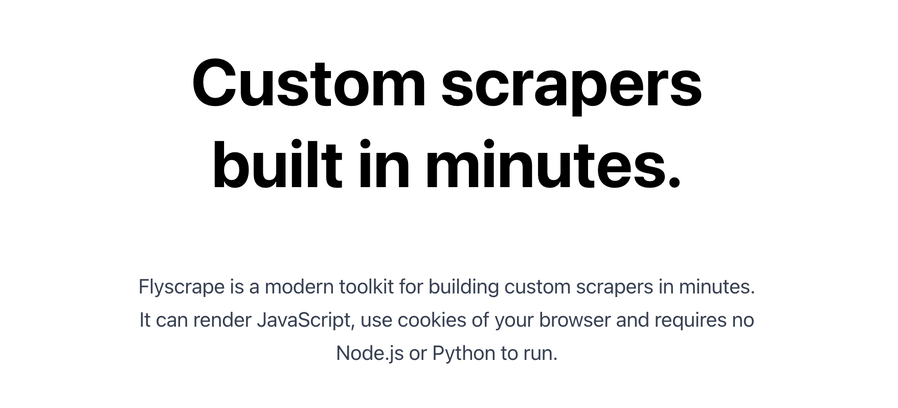 Custom scrapers
built in minutes.
Flyscrape is a modern toolkit for building custom scrapers in minutes.
It can render JavaScript, use cookies of your browser and requires no
Node.js or Python to run.